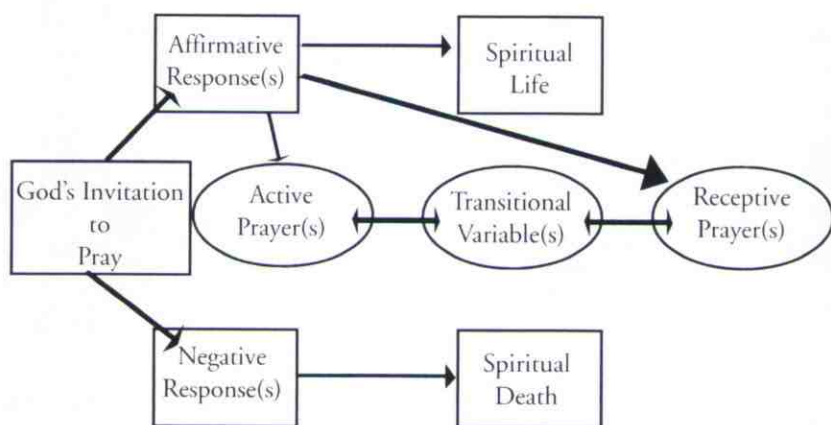 Affirmative
Response(s)
Spiritual
Life
God's Invitation
to
Pray
Active
Prayer(s)
Transitional
Variable(s)
Receptive
Prayer(s)
Negative
Response(s)
Spiritual
Death